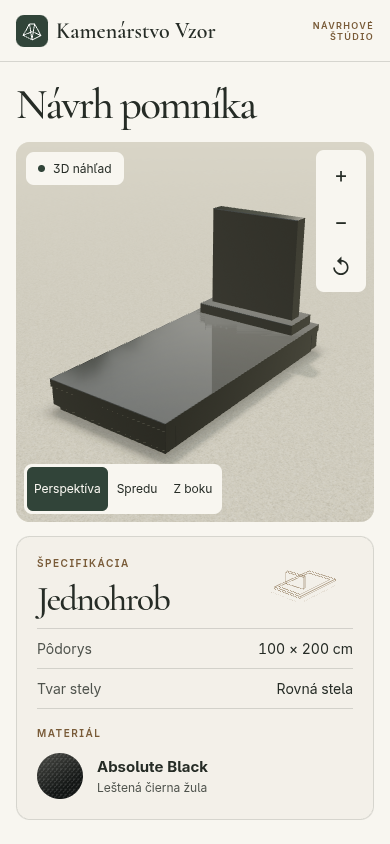 Kamenárstvo Vzor
NÁVRHOVÉ
ŠTÚDIO
Návrh pomníka
3D náhľad
+
−
Perspektíva
Spredu
Z boku
ŠPECIFIKÁCIA
Jednohrob
Pôdorys
100 × 200 cm
Tvar stely
Rovná stela
MATERIÁL
Absolute Black
Leštená čierna žula